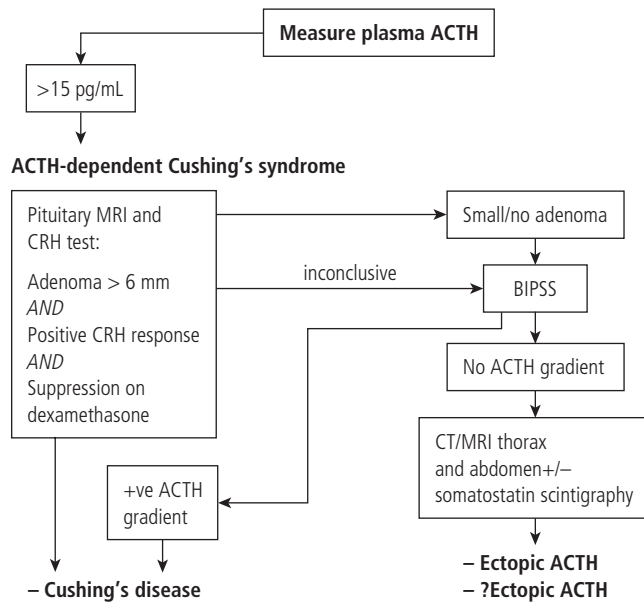 Measure plasma ACTH
>15 pg/mL
ACTH-dependent Cushing's syndrome
Pituitary MRI and
CRH test:
Adenoma > 6 mm
AND
Positive CRH response
AND
Suppression on
dexamethasone
Small/no adenoma
inconclusive
BIPSS
No ACTH gradient
CT/MRI thorax
and abdomen+/–
somatostatin scintigraphy
+ve ACTH
gradient
– Cushing's disease
– Ectopic ACTH
– ?Ectopic ACTH